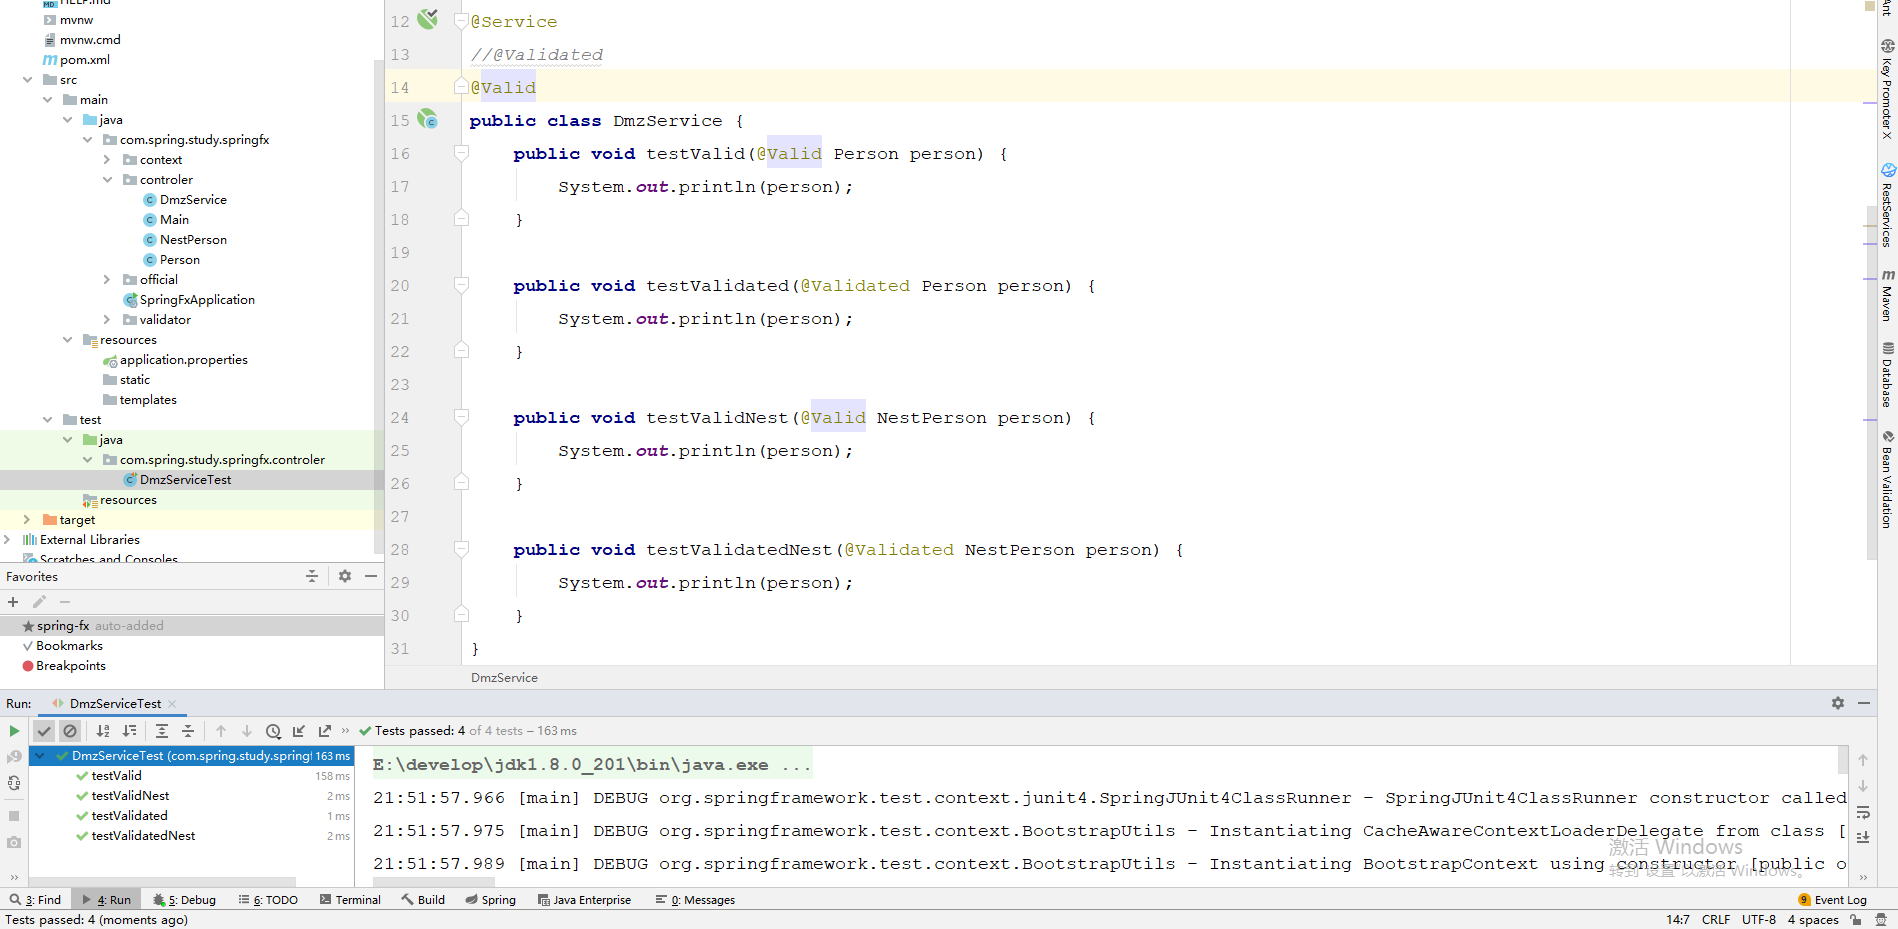 HELP.md
mvnw
mvnw.cmd
pom.xml
src
main
java
com.spring.study.springfx
context
controler
DmzService
Main
NestPerson
Person
official
SpringFxApplication
validator
resources
application.properties
static
templates
test
java
com.spring.study.springfx.controler
DmzServiceTest
resources
target
External Libraries
Scratches and Consoles
Favorites
spring-fx auto-added
Bookmarks
Breakpoints
12 @Service
13 //@Validated
14 @Valid
15 public class DmzService {
16 public void testValid(@Valid Person person) {
17 System.out.println(person);
18 }
19
20 public void testValidated(@Validated Person person) {
21 System.out.println(person);
22 }
23
24 public void testValidNest(@Valid NestPerson person) {
25 System.out.println(person);
26 }
27
28 public void testValidatedNest(@Validated NestPerson person) {
29 System.out.println(person);
30 }
31 }
DmzService
Ant
Key Promoter X
RestServices
Maven
Database
Bean Validation
Run: DmzServiceTest
Tests passed: 4 of 4 tests – 163 ms
DmzServiceTest (com.spring.study.spring 163 ms
testValid 158 ms
testValidNest 2 ms
testValidated 1 ms
testValidatedNest 2 ms
E:\develop\jdk1.8.0_201\bin\java.exe ...
21:51:57.966 [main] DEBUG org.springframework.test.context.junit4.SpringJUnit4ClassRunner - SpringJUnit4ClassRunner constructor called
21:51:57.975 [main] DEBUG org.springframework.test.context.BootstrapUtils - Instantiating CacheAwareContextLoaderDelegate from class [
21:51:57.989 [main] DEBUG org.springframework.test.context.BootstrapUtils - Instantiating BootstrapContext using constructor [public o
激活 Windows
转到"设置"以激活 Windows。
3: Find 4: Run 5: Debug 6: TODO Terminal Build Spring Java Enterprise 0: Messages 9 Event Log
Tests passed: 4 (moments ago) 14:7 CRLF UTF-8 4 spaces